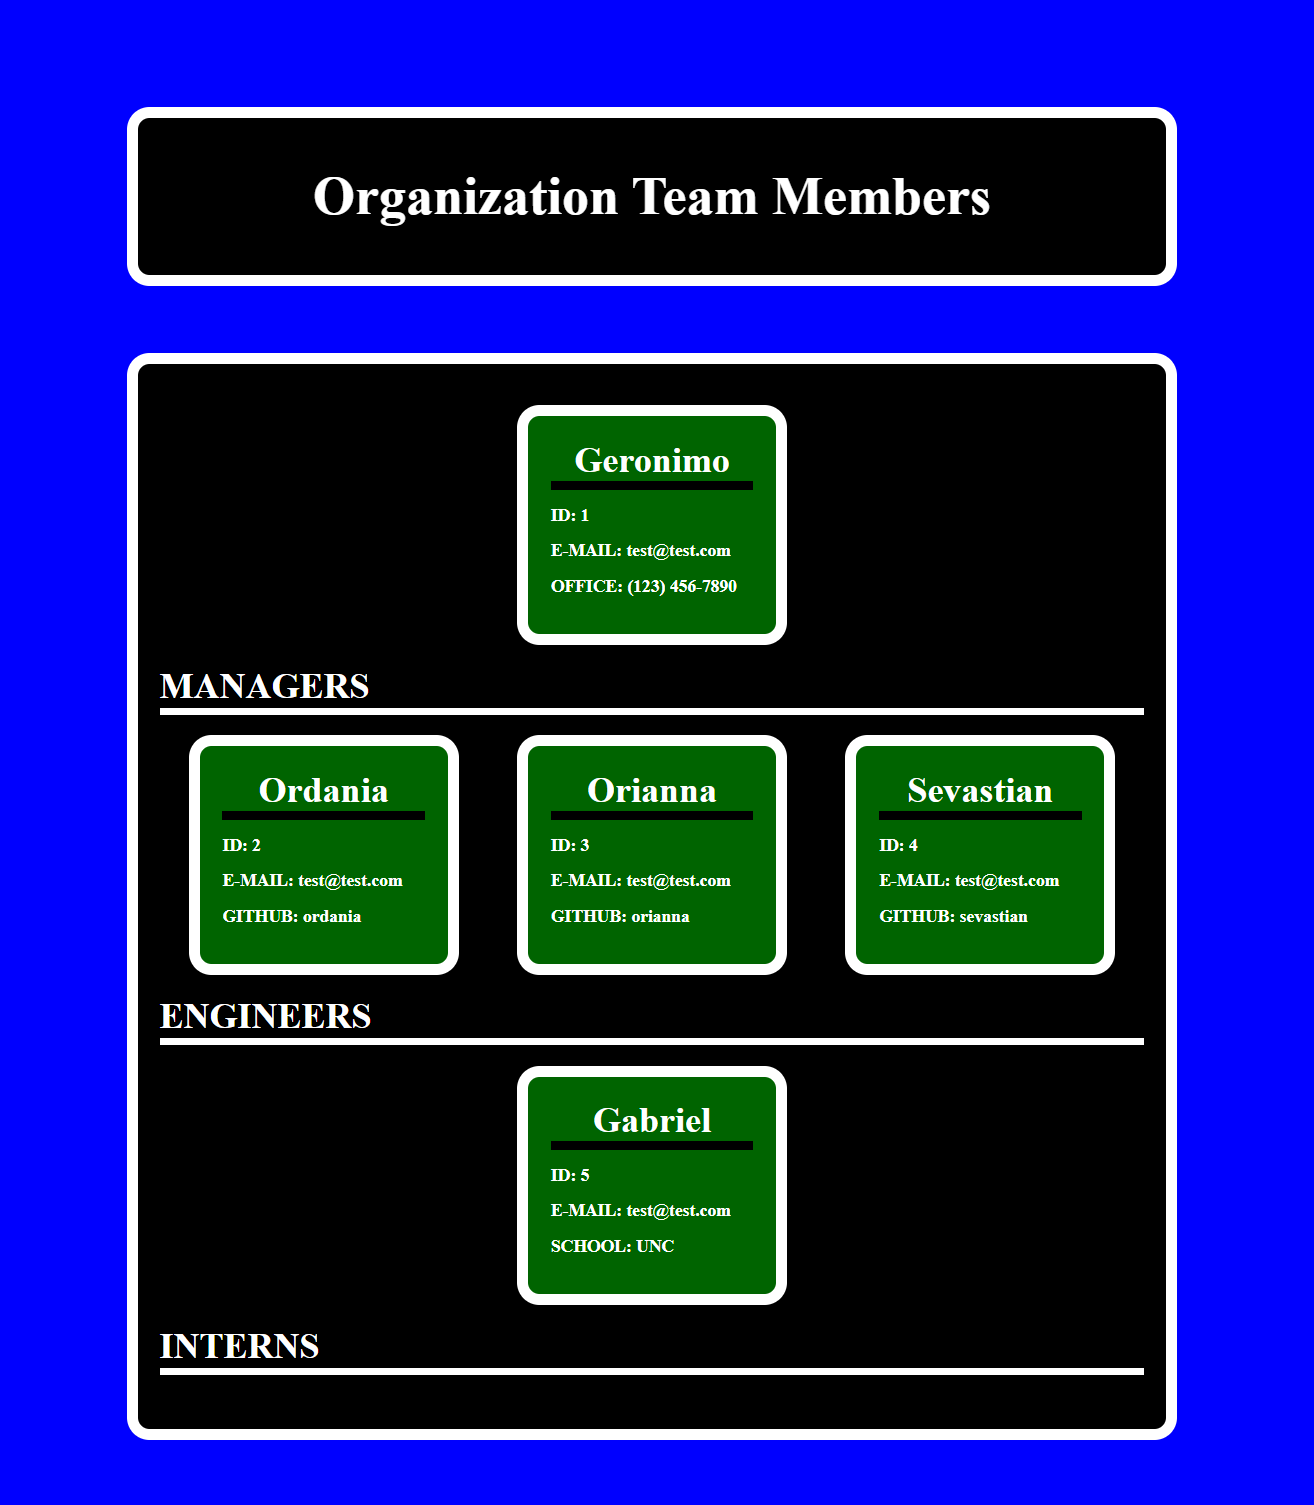 Organization Team Members
Geronimo
ID: 1
E-MAIL: test@test.com
OFFICE: (123) 456-7890
MANAGERS
Ordania
ID: 2
E-MAIL: test@test.com
GITHUB: ordania
Orianna
ID: 3
E-MAIL: test@test.com
GITHUB: orianna
Sevastian
ID: 4
E-MAIL: test@test.com
GITHUB: sevastian
ENGINEERS
Gabriel
ID: 5
E-MAIL: test@test.com
SCHOOL: UNC
INTERNS